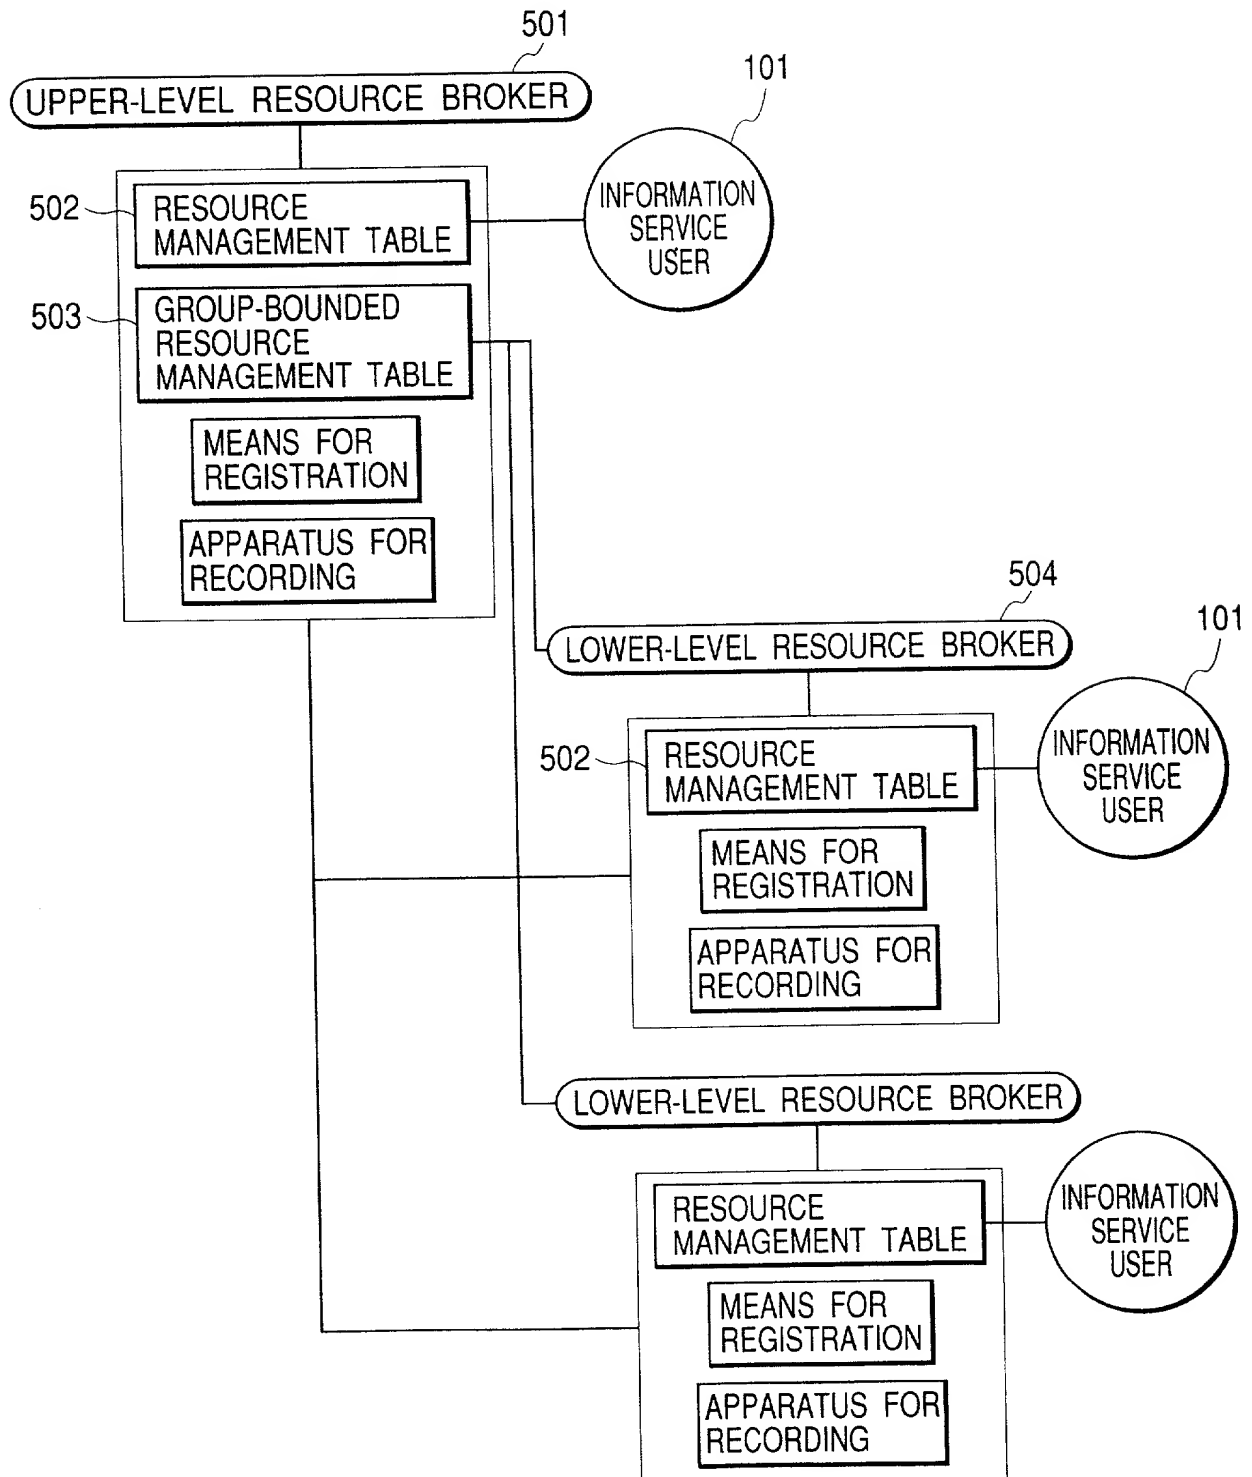 501
UPPER-LEVEL RESOURCE BROKER
101
502
RESOURCE
MANAGEMENT TABLE
INFORMATION
SERVICE
USER
503
GROUP-BOUNDED
RESOURCE
MANAGEMENT TABLE
MEANS FOR
REGISTRATION
APPARATUS FOR
RECORDING
504
LOWER-LEVEL RESOURCE BROKER
101
502
RESOURCE
MANAGEMENT TABLE
INFORMATION
SERVICE
USER
MEANS FOR
REGISTRATION
APPARATUS FOR
RECORDING
LOWER-LEVEL RESOURCE BROKER
RESOURCE
MANAGEMENT TABLE
INFORMATION
SERVICE
USER
MEANS FOR
REGISTRATION
APPARATUS FOR
RECORDING